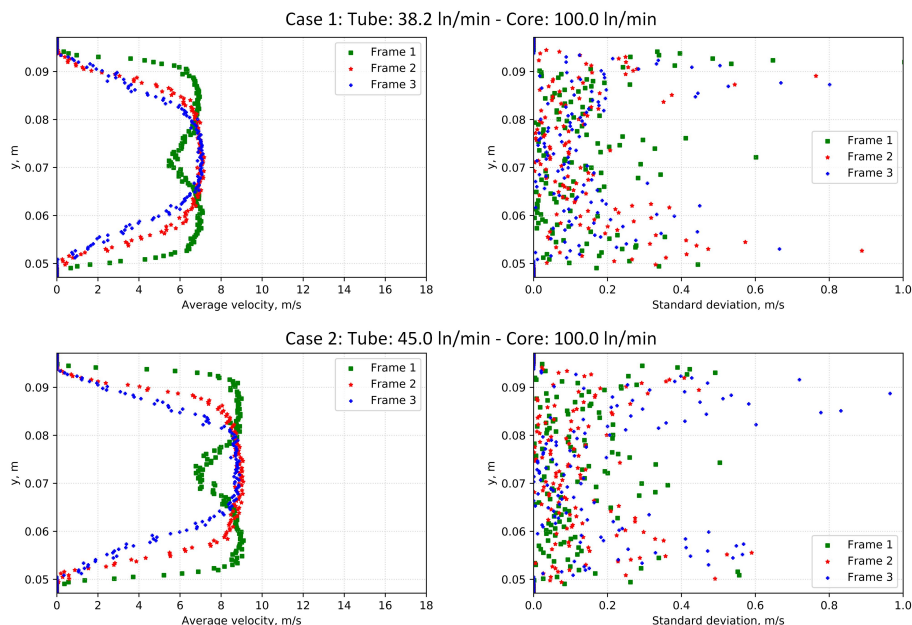 Case 1: Tube: 38.2 ln/min - Core: 100.0 ln/min
Frame 1
Frame 2
Frame 3
0.09
0.08
0.07
0.06
0.05
y, m
0 2 4 6 8 10 12 14 16 18
Average velocity, m/s
Frame 1
Frame 2
Frame 3
0.09
0.08
0.07
0.06
0.05
y, m
0.0 0.2 0.4 0.6 0.8 1.0
Standard deviation, m/s
Case 2: Tube: 45.0 ln/min - Core: 100.0 ln/min
Frame 1
Frame 2
Frame 3
0.09
0.08
0.07
0.06
0.05
y, m
0 2 4 6 8 10 12 14 16 18
Average velocity, m/s
Frame 1
Frame 2
Frame 3
0.09
0.08
0.07
0.06
0.05
y, m
0.0 0.2 0.4 0.6 0.8 1.0
Standard deviation, m/s